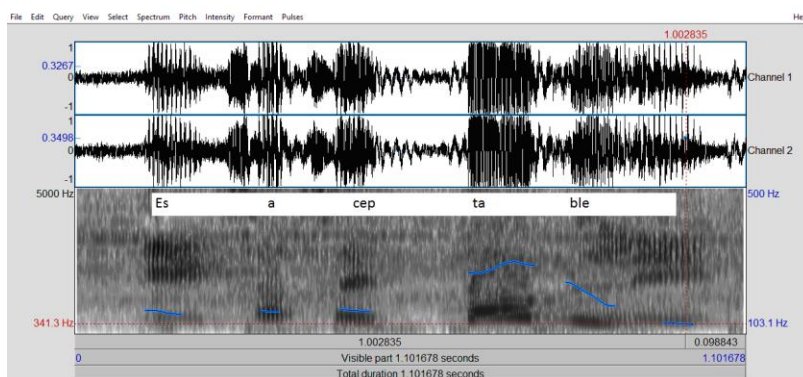 File Edit Query View Select Spectrum Pitch Intensity Formant Pulses He
1.002835
1
0.3267
0
-1
Channel 1
1
0.3498
0
-1
Channel 2
5000 Hz
500 Hz
Es a cep ta ble
341.3 Hz
103.1 Hz
1.002835 0.098843
0 Visible part 1.101678 seconds 1.101678
Total duration 1.101678 seconds